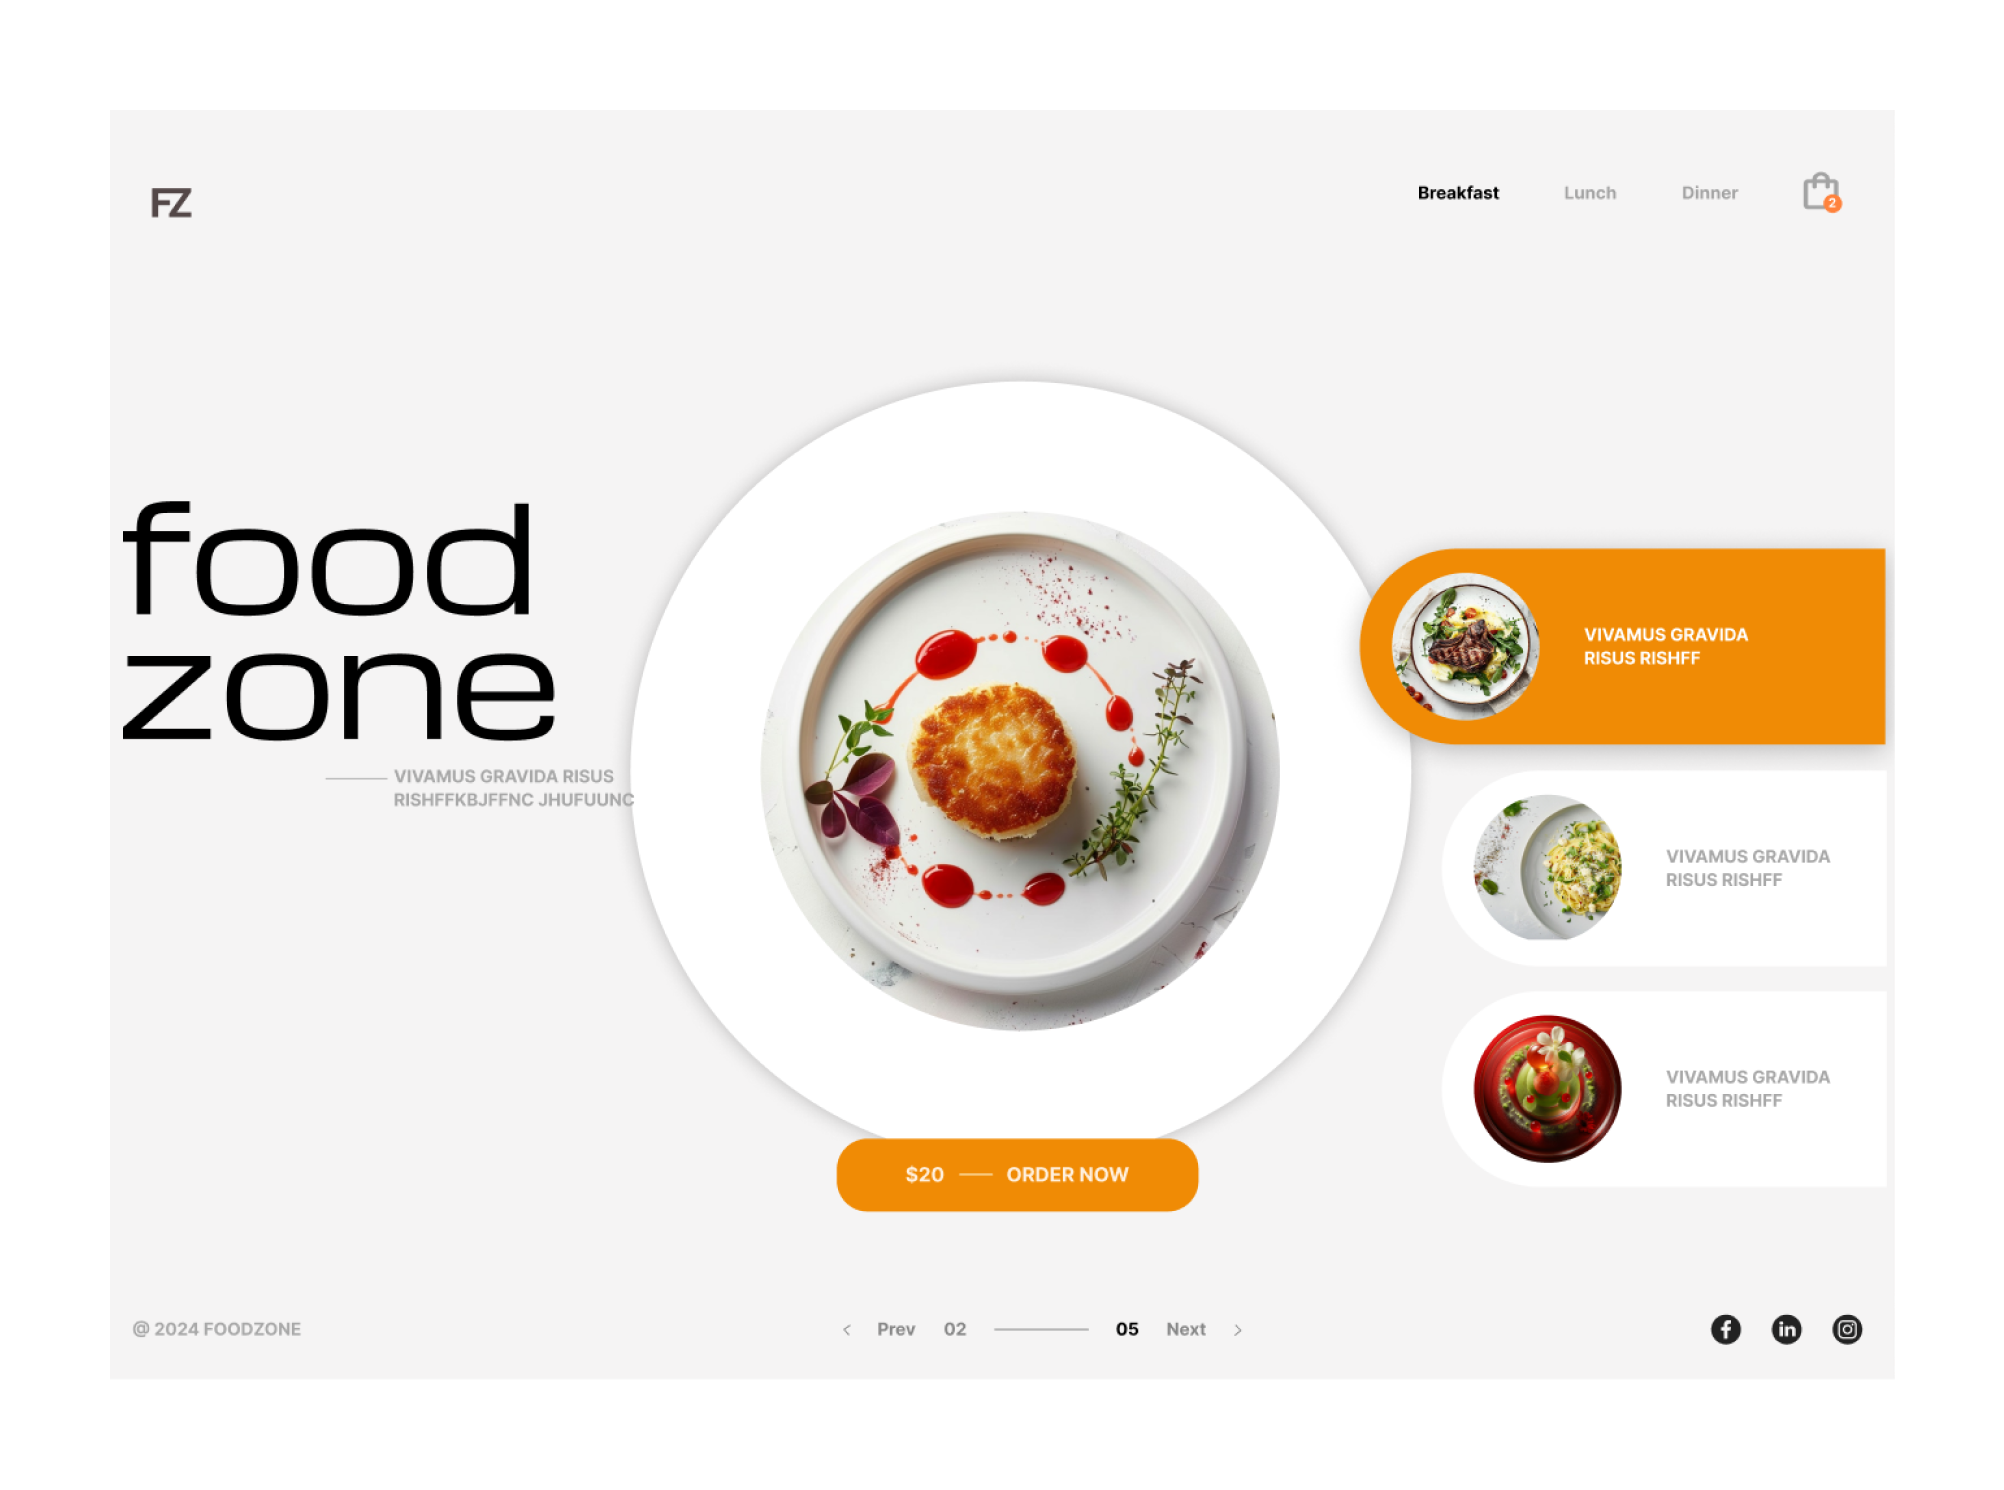 FZ
Breakfast
Lunch
Dinner
2
food
zone
VIVAMUS GRAVIDA RISUS
RISHFFKBJFFNC JHUFUUNC
VIVAMUS GRAVIDA
RISUS RISHFF
VIVAMUS GRAVIDA
RISUS RISHFF
VIVAMUS GRAVIDA
RISUS RISHFF
$20 — ORDER NOW
@ 2024 FOODZONE
< Prev 02 — 05 Next >
f
in